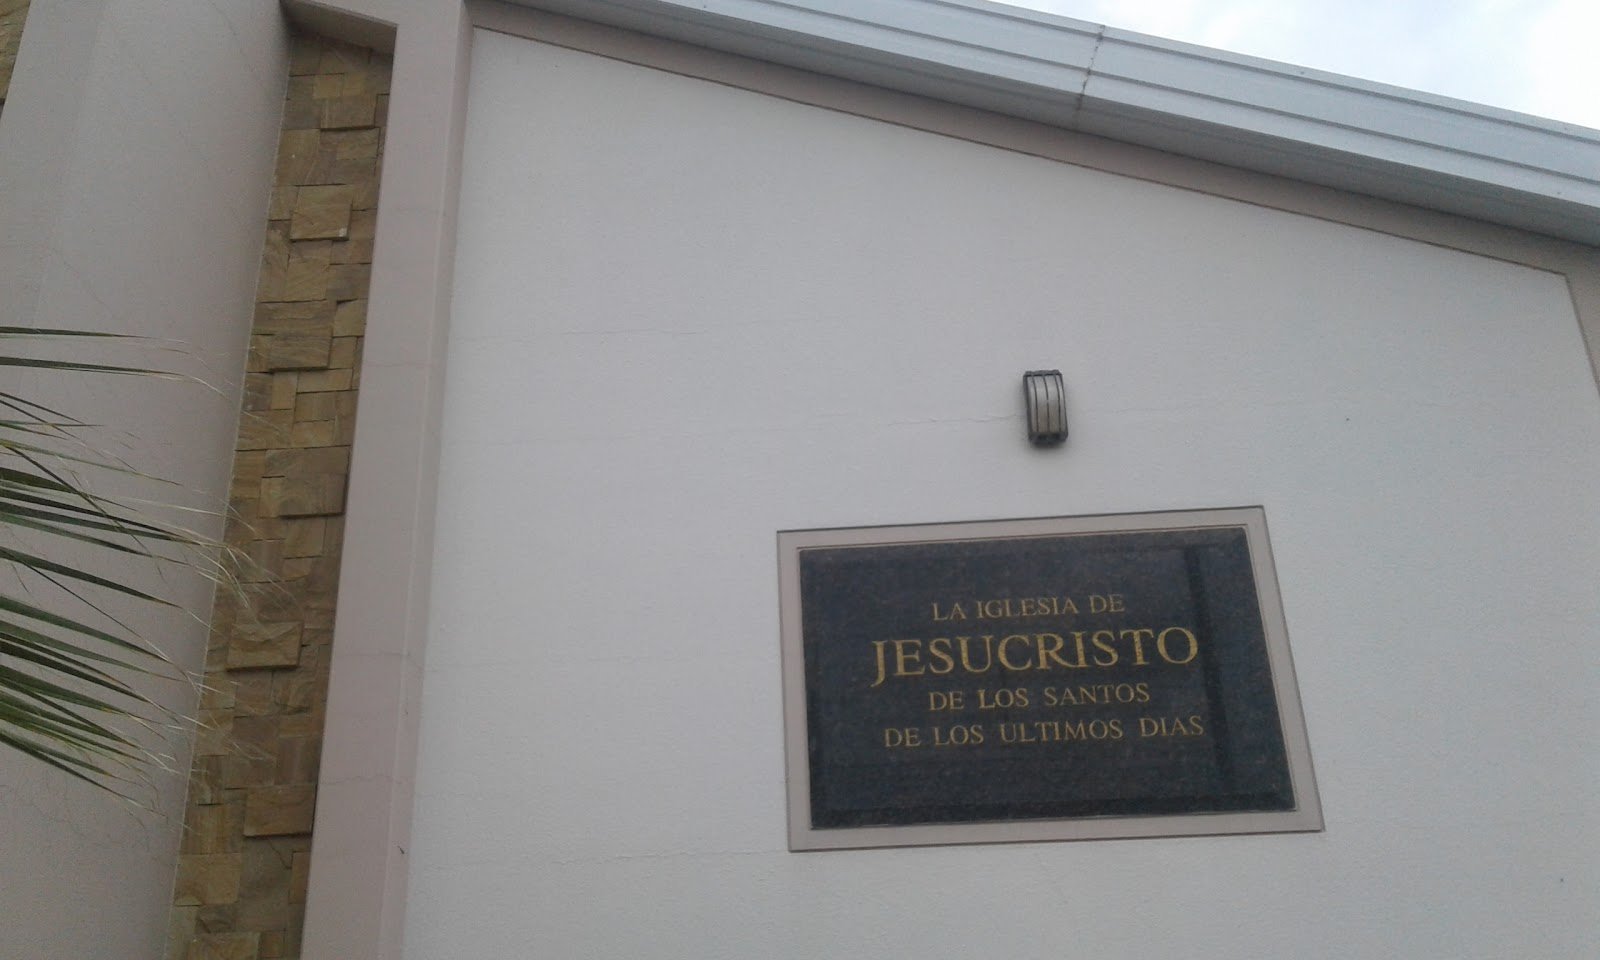 LA IGLESIA DE
JESUCRISTO
DE LOS SANTOS
DE LOS ULTIMOS DIAS